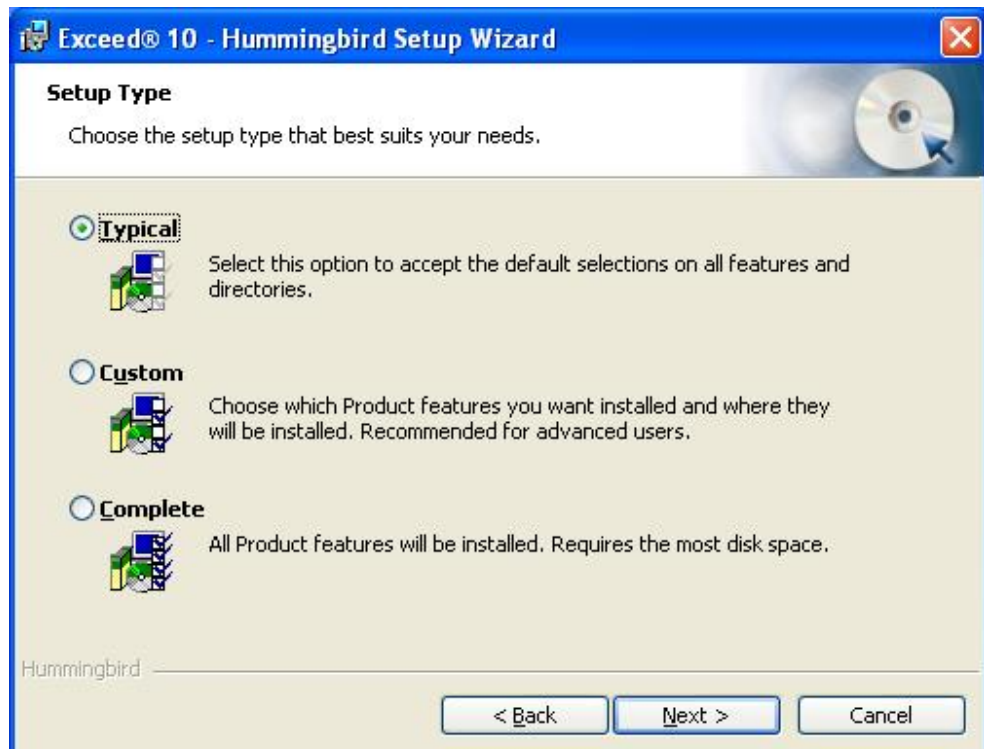 Exceed® 10 - Hummingbird Setup Wizard
Setup Type
Choose the setup type that best suits your needs.
Typical
Select this option to accept the default selections on all features and
directories.
Custom
Choose which Product features you want installed and where they
will be installed. Recommended for advanced users.
Complete
All Product features will be installed. Requires the most disk space.
Hummingbird
< Back
Next >
Cancel